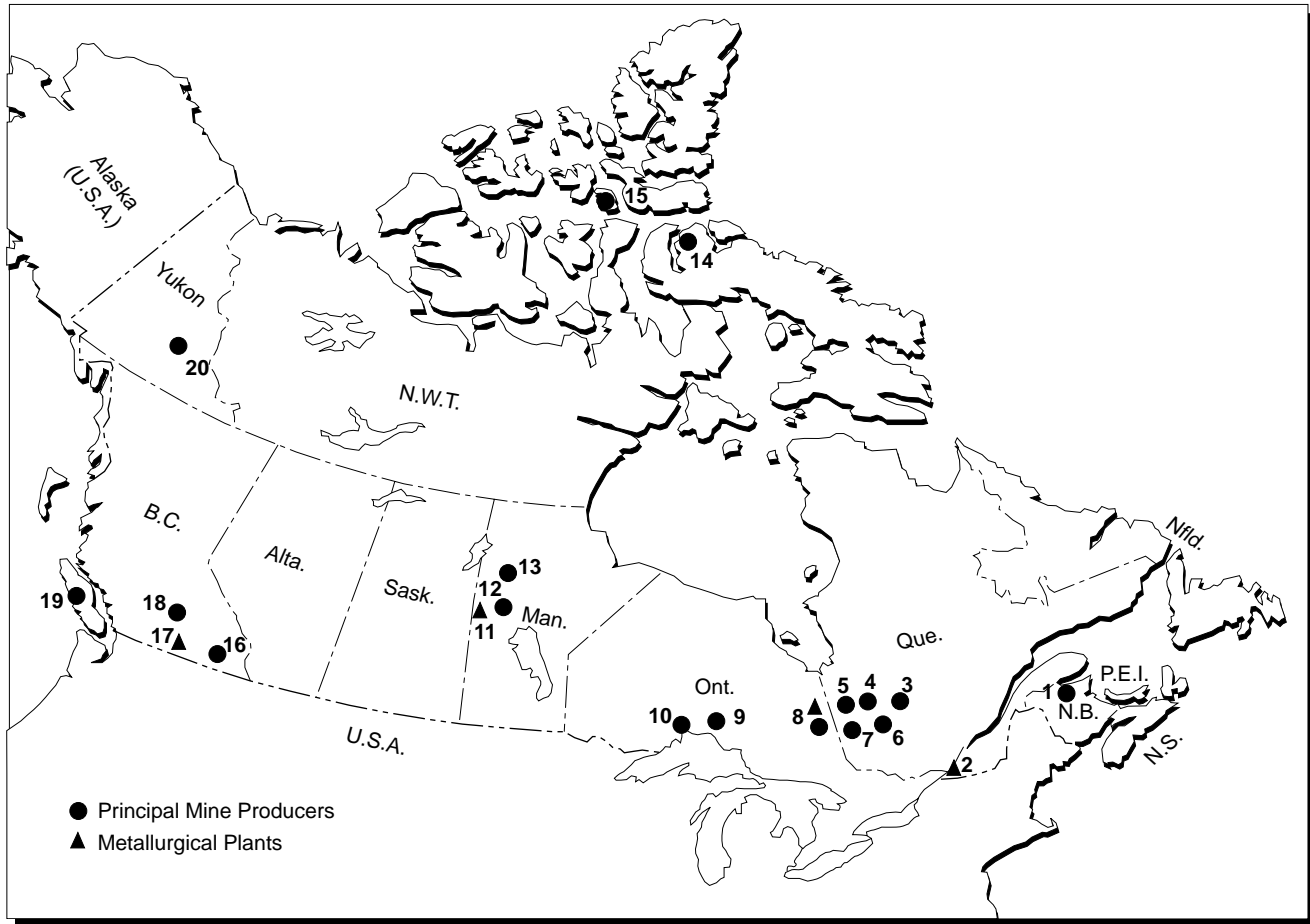 Alaska
(U.S.A.)
15
14
Yukon
20
N.W.T.
B.C.
Alta.
Sask.
13
12
Man.
11
19
18
17
16
Nfld.
Que.
Ont.
5
4
3
10
9
8
7
6
1
P.E.I.
N.B.
N.S.
2
U.S.A.
Principal Mine Producers
Metallurgical Plants